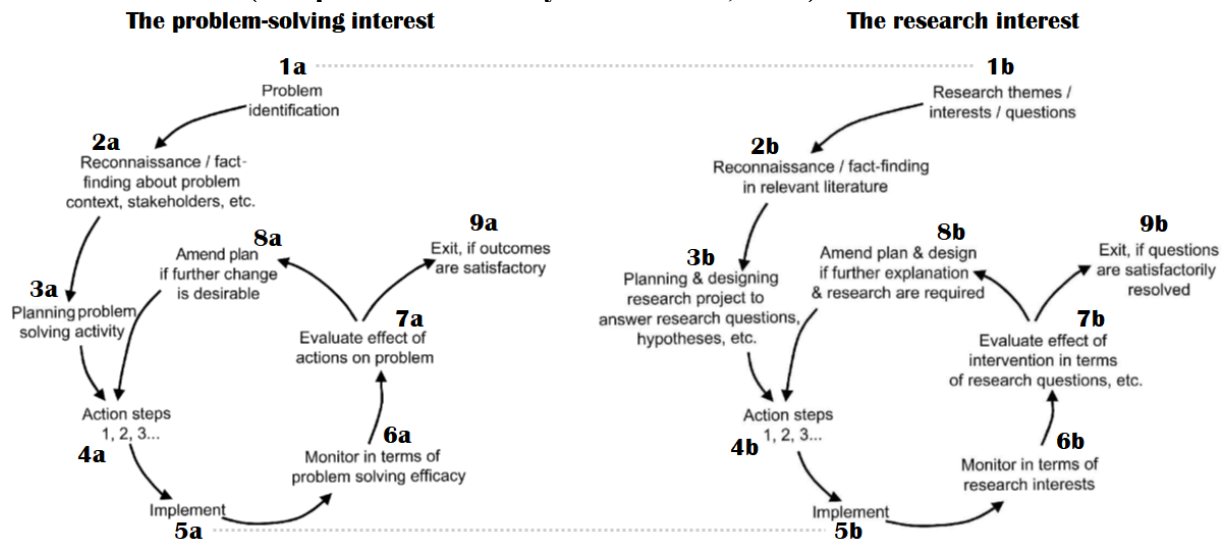 The problem-solving interest
1a
Problem
identification
2a
Reconnaissance / fact-
finding about problem
context, stakeholders, etc.
3a
Planning problem
solving activity
Action steps
1, 2, 3...
4a
Implement
5a
6a
Monitor in terms of
problem solving efficacy
7a
Evaluate effect of
actions on problem
8a
Amend plan
if further change
is desirable
9a
Exit, if outcomes
are satisfactory
The research interest
1b
Research themes /
interests / questions
2b
Reconnaissance / fact-finding
in relevant literature
3b
Planning & designing
research project to
answer research questions,
hypotheses, etc.
Action steps
1, 2, 3...
4b
Implement
5b
6b
Monitor in terms of
research interests
7b
Evaluate effect of
intervention in terms
of research questions, etc.
8b
Amend plan & design
if further explanation
& research are required
9b
Exit, if questions
are satisfactorily
resolved